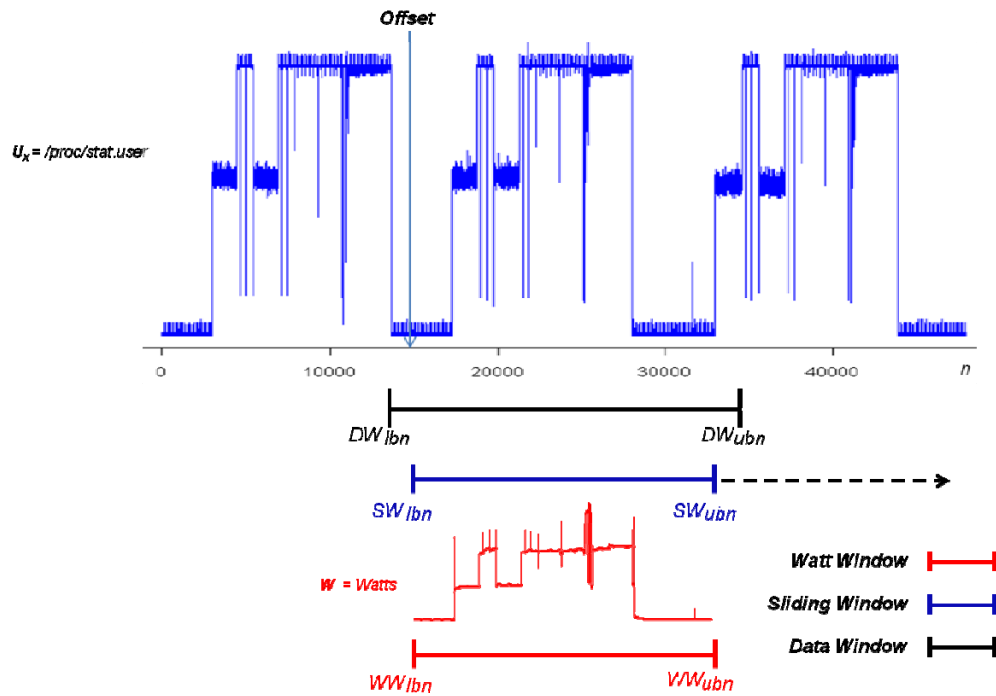 Offset
Ux = /proc/stat.user
0 10000 20000 30000 40000 n
DWlbn DWubn
SWlbn SWubn
W = Watts
Watt Window
Sliding Window
Data Window
WWlbn WWubn